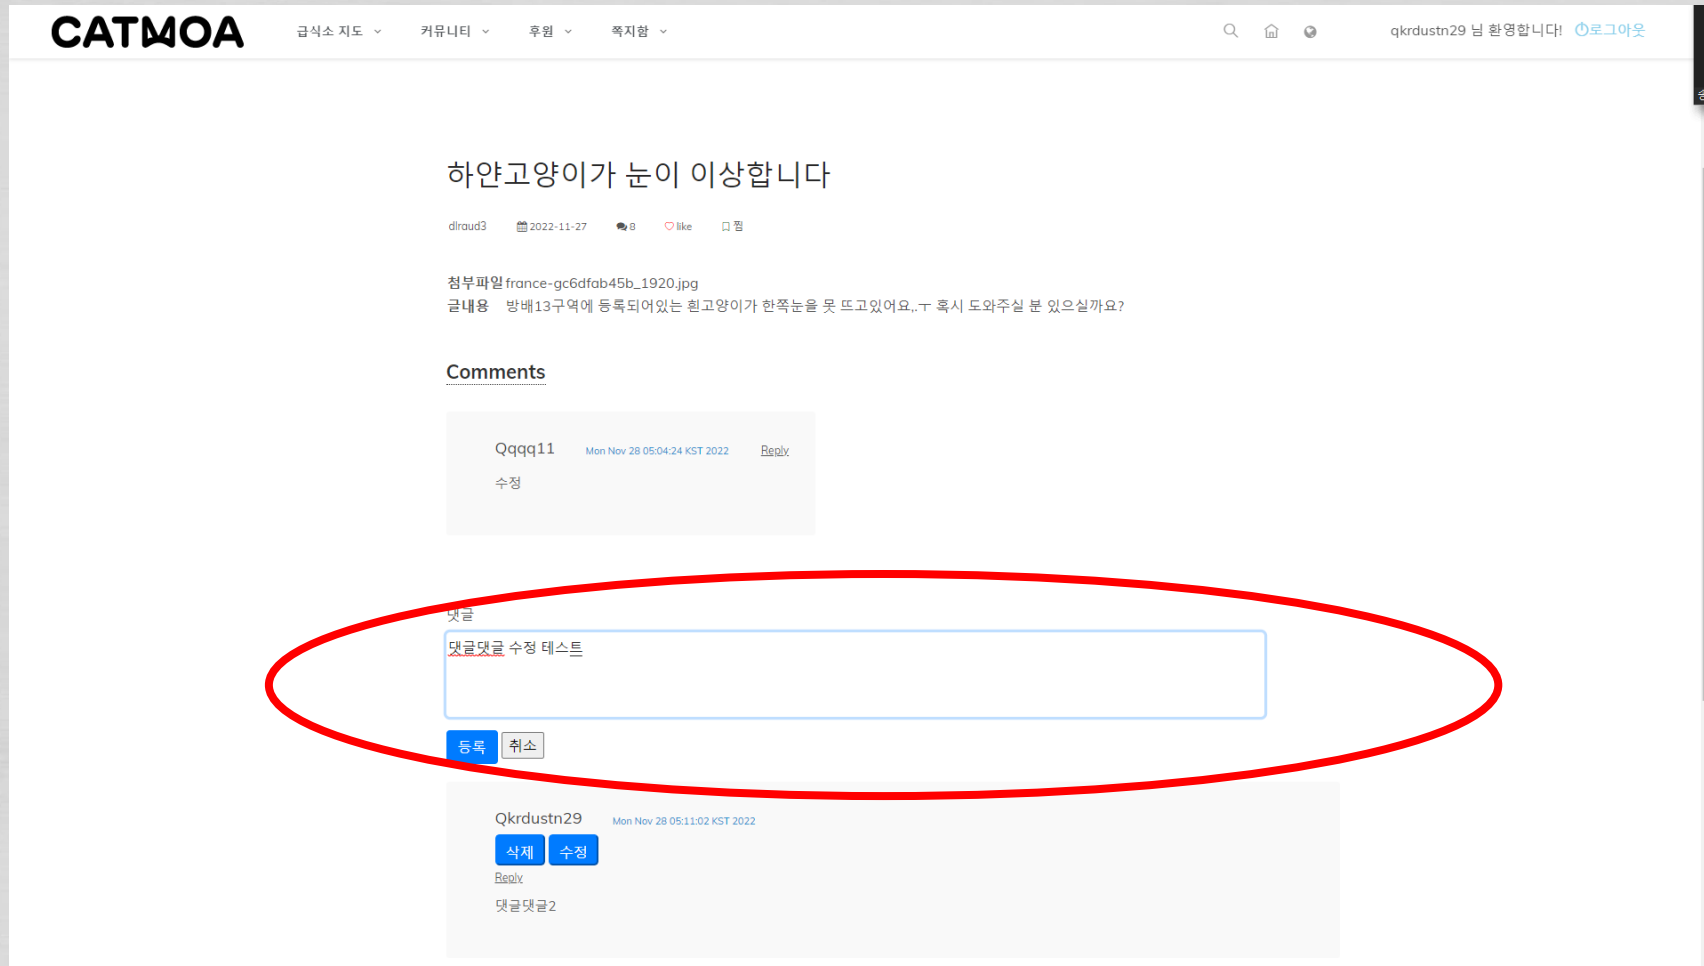 CATMOA 급식소 지도 커뮤니티 후원 쪽지함 qkrdustn29 님 환영합니다! 로그아웃
하얀고양이가 눈이 이상합니다
dlraud3 2022-11-27 8 like 찜
첨부파일 france-gc6dfab45b_1920.jpg
글내용 방배13구역에 등록되어있는 흰고양이가 한쪽눈을 못 뜨고있어요,.ㅜ 혹시 도와주실 분 있으실까요?
Comments
Qqqq11 Mon Nov 28 05:04:24 KST 2022 Reply
수정
댓글
댓글댓글 수정 테스트
등록 취소
Qkrdustn29 Mon Nov 28 05:11:02 KST 2022
삭제 수정
Reply
댓글댓글2